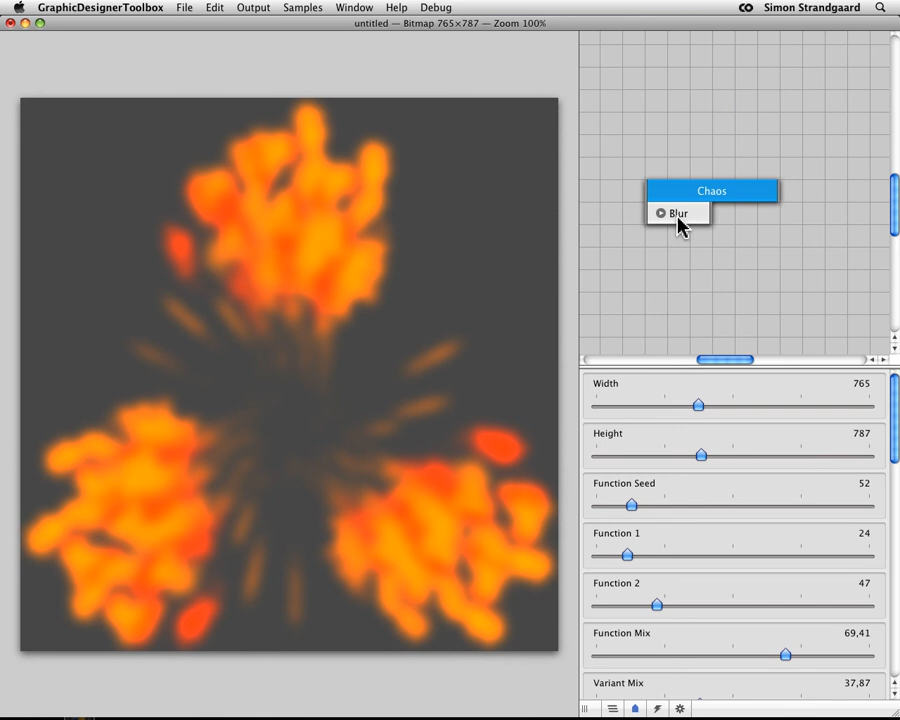 GraphicDesignerToolbox File Edit Output Samples Window Help Debug Simon Strandgaard
untitled — Bitmap 765×787 — Zoom 100%
Chaos
Blur
Width 765
Height 787
Function Seed 52
Function 1 24
Function 2 47
Function Mix 69,41
Variant Mix 37,87